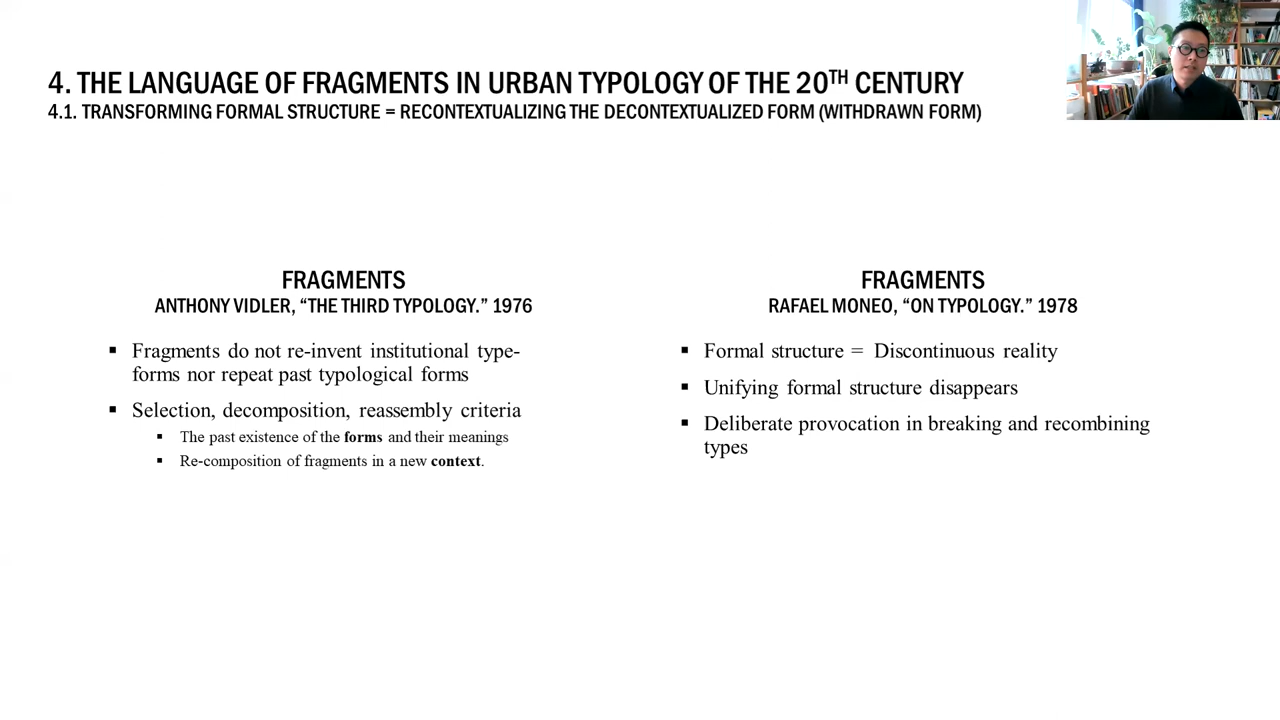 4. THE LANGUAGE OF FRAGMENTS IN URBAN TYPOLOGY OF THE 20TH CENTURY
4.1. TRANSFORMING FORMAL STRUCTURE = RECONTEXTUALIZING THE DECONTEXTUALIZED FORM (WITHDRAWN FORM)
FRAGMENTS
ANTHONY VIDLER, “THE THIRD TYPOLOGY.” 1976
▪ Fragments do not re-invent institutional type-
forms nor repeat past typological forms
▪ Selection, decomposition, reassembly criteria
▪ The past existence of the forms and their meanings
▪ Re-composition of fragments in a new context.
FRAGMENTS
RAFAEL MONEO, “ON TYPOLOGY.” 1978
▪ Formal structure = Discontinuous reality
▪ Unifying formal structure disappears
▪ Deliberate provocation in breaking and recombining
types